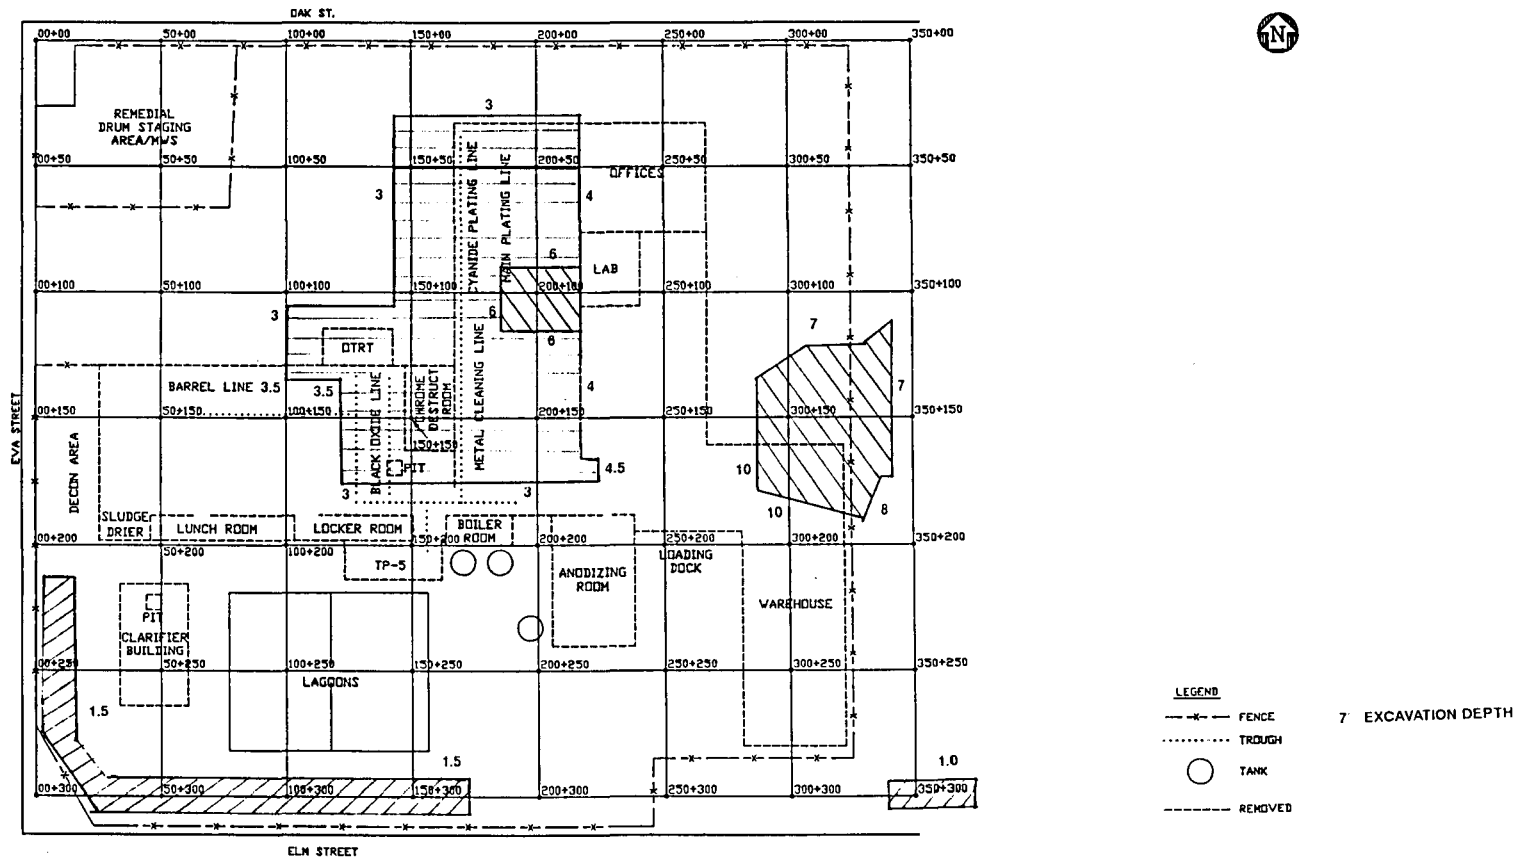 OAK ST.
N
00+00
50+00
100+00
150+00
200+00
250+00
300+00
350+00
3
REMEDIAL
DRUM STAGING
AREA/MWS
00+50
50+50
100+50
150+50
200+50
250+50
300+50
350+50
OFFICES
3
4
CYANIDE PLATING LINE
MAIN PLATING LINE
6
LAB
00+100
50+100
100+100
150+100
200+100
250+100
300+100
350+100
3
6
6
7
DTRT
METAL CLEANING LINE
BARREL LINE 3.5
3.5
BLACK OXIDE LINE
CHROME
DESTRUCT
ROOM
4
7
EVA STREET
00+150
50+150
100+150
150+150
200+150
250+150
300+150
350+150
DECON AREA
PIT
4.5
10
3
3
10
8
SLUDGE
DRIER
LUNCH ROOM
LOCKER ROOM
BOILER
ROOM
00+200
50+200
100+200
150+200
200+200
250+200
300+200
350+200
LOADING
DOCK
TP-5
ANODIZING
ROOM
WAREHOUSE
PIT
CLARIFIER
BUILDING
00+250
50+250
100+250
150+250
200+250
250+250
300+250
350+250
LAGOONS
1.5
1.5
1.0
00+300
50+300
100+300
150+300
200+300
250+300
300+300
350+300
ELM STREET
LEGEND
FENCE
7' EXCAVATION DEPTH
TROUGH
TANK
REMOVED